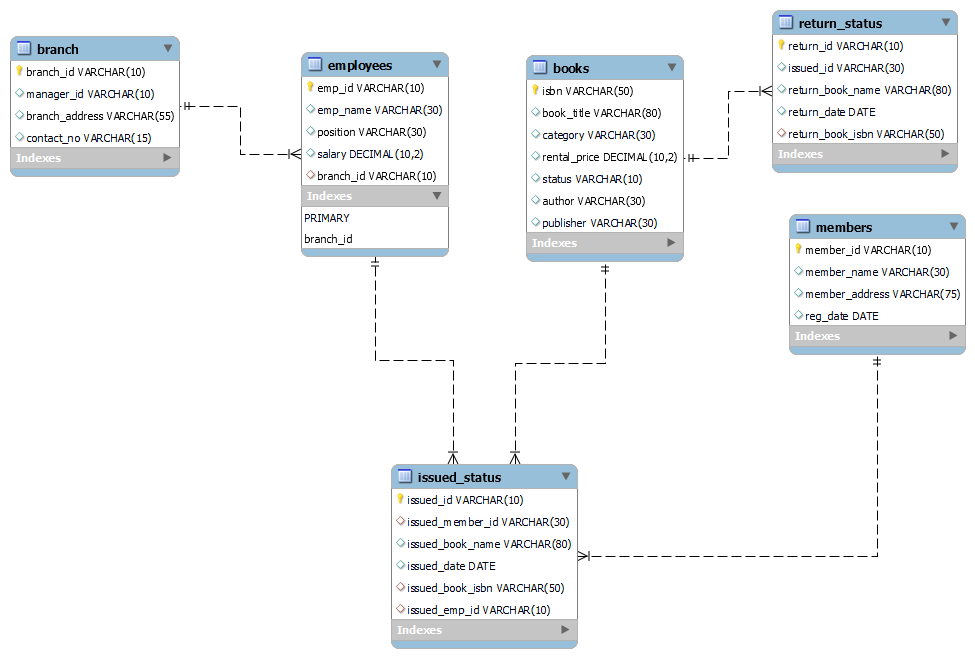 branch
branch_id VARCHAR(10)
manager_id VARCHAR(10)
branch_address VARCHAR(55)
contact_no VARCHAR(15)
Indexes
employees
emp_id VARCHAR(10)
emp_name VARCHAR(30)
position VARCHAR(30)
salary DECIMAL(10,2)
branch_id VARCHAR(10)
Indexes
PRIMARY
branch_id
books
isbn VARCHAR(50)
book_title VARCHAR(80)
category VARCHAR(30)
rental_price DECIMAL(10,2)
status VARCHAR(10)
author VARCHAR(30)
publisher VARCHAR(30)
Indexes
return_status
return_id VARCHAR(10)
issued_id VARCHAR(30)
return_book_name VARCHAR(80)
return_date DATE
return_book_isbn VARCHAR(50)
Indexes
members
member_id VARCHAR(10)
member_name VARCHAR(30)
member_address VARCHAR(75)
reg_date DATE
Indexes
issued_status
issued_id VARCHAR(10)
issued_member_id VARCHAR(30)
issued_book_name VARCHAR(80)
issued_date DATE
issued_book_isbn VARCHAR(50)
issued_emp_id VARCHAR(10)
Indexes